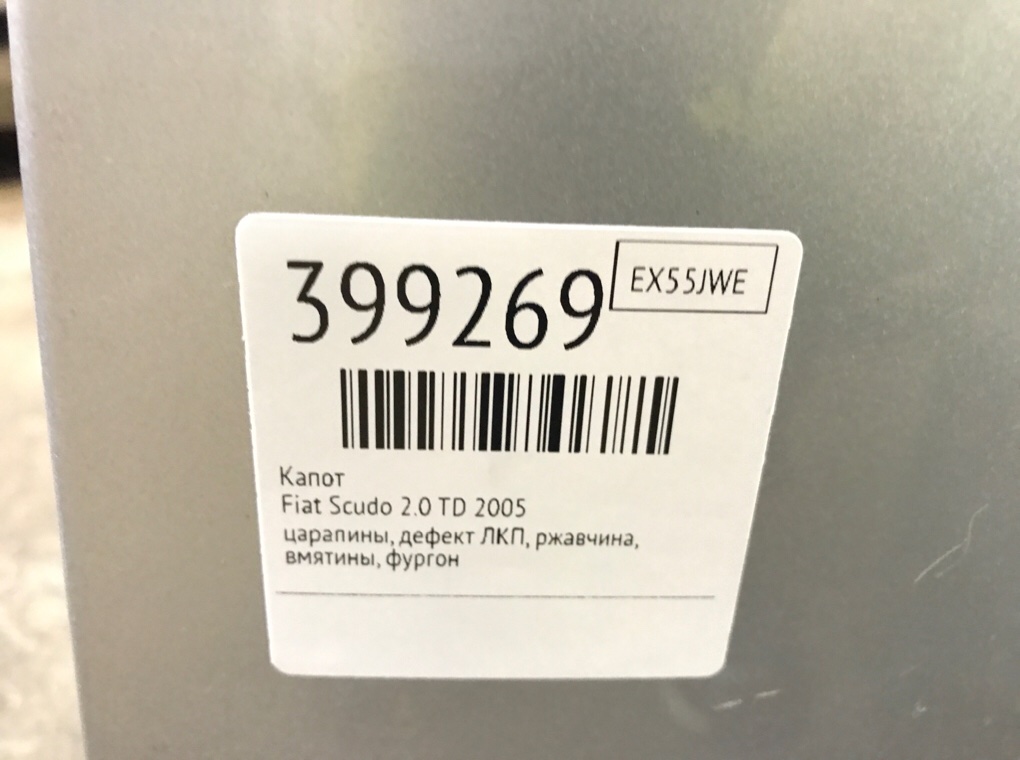 399269
EX55JWE
Капот
Fiat Scudo 2.0 TD 2005
царапины, дефект ЛКП, ржавчина,
вмятины, фургон